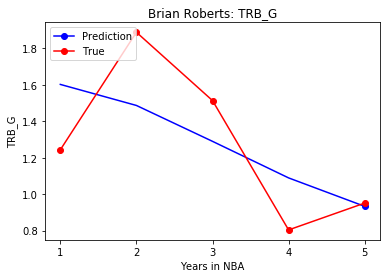 Brian Roberts: TRB_G
Prediction
True
TRB_G
1.8
1.6
1.4
1.2
1.0
0.8
1 2 3 4 5
Years in NBA